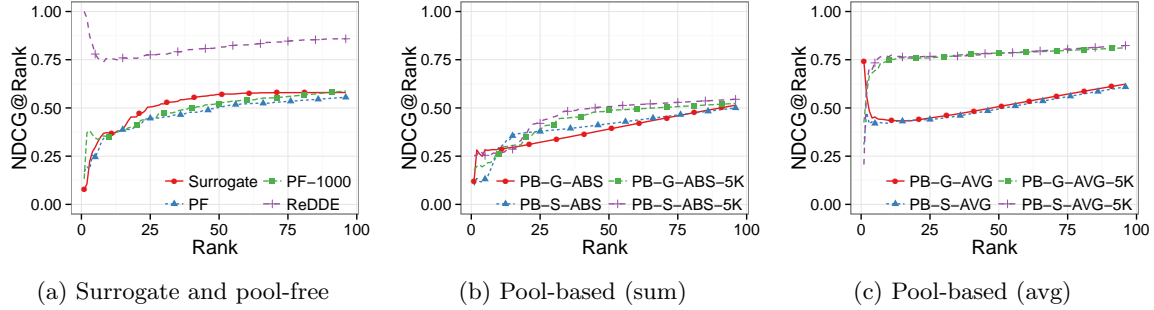 NDCG@Rank
1.00
0.75
0.50
0.25
0.00
Surrogate
PF
PF−1000
ReDDE
0 25 50 75 100
Rank
(a) Surrogate and pool-free
NDCG@Rank
1.00
0.75
0.50
0.25
0.00
PB−G−ABS
PB−S−ABS
PB−G−ABS−5K
PB−S−ABS−5K
0 25 50 75 100
Rank
(b) Pool-based (sum)
NDCG@Rank
1.00
0.75
0.50
0.25
0.00
PB−G−AVG
PB−S−AVG
PB−G−AVG−5K
PB−S−AVG−5K
0 25 50 75 100
Rank
(c) Pool-based (avg)